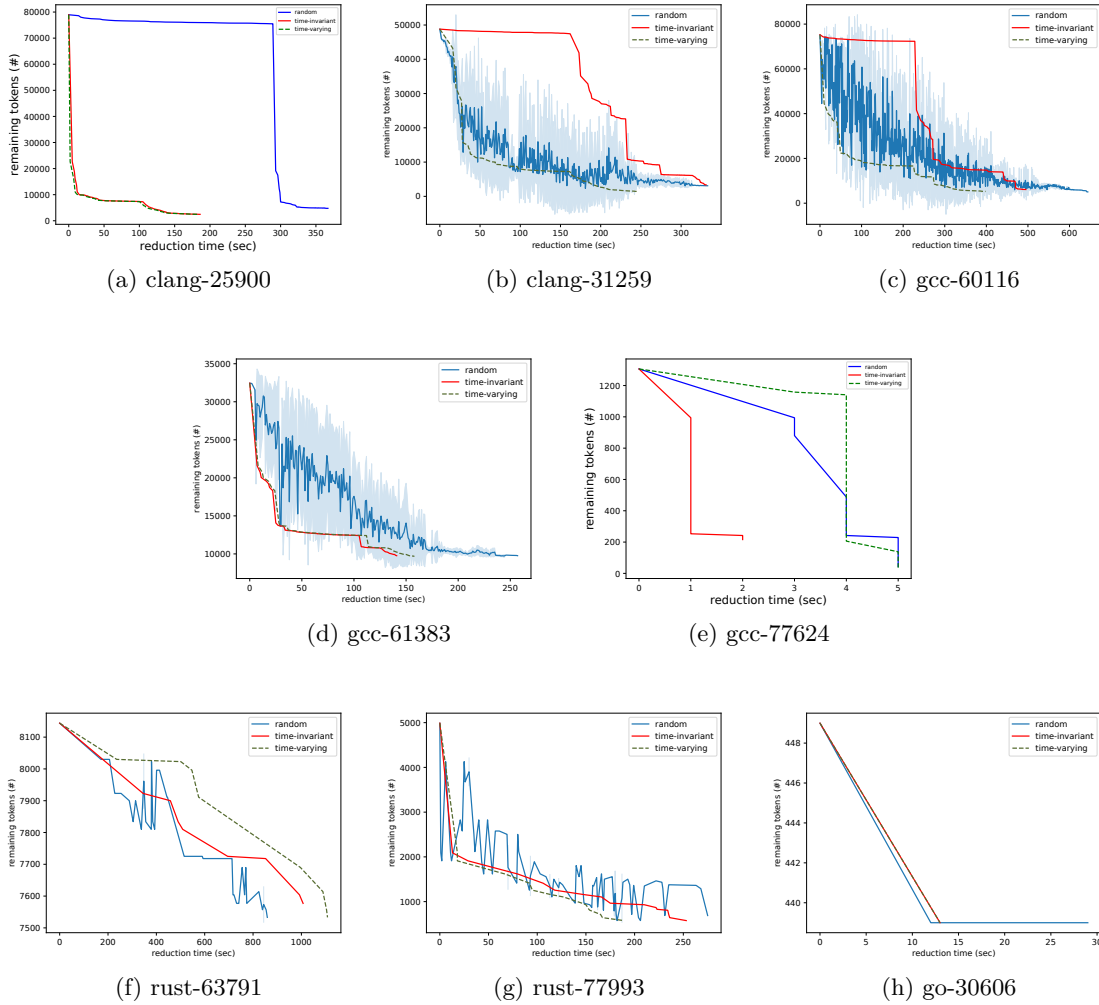 80000
70000
60000
50000
40000
30000
20000
10000
0
remaining tokens (#)
random
time-invariant
time-varying
0 50 100 150 200 250 300 350
reduction time (sec)
(a) clang-25900
50000
40000
30000
20000
10000
0
remaining tokens (#)
random
time-invariant
time-varying
0 50 100 150 200 250 300
reduction time (sec)
(b) clang-31259
80000
60000
40000
20000
0
remaining tokens (#)
random
time-invariant
time-varying
0 100 200 300 400 500 600
reduction time (sec)
(c) gcc-60116
35000
30000
25000
20000
15000
10000
remaining tokens (#)
random
time-invariant
time-varying
0 50 100 150 200 250
reduction time (sec)
(d) gcc-61383
1200
1000
800
600
400
200
0
remaining tokens (#)
random
time-invariant
time-varying
0 1 2 3 4 5
reduction time (sec)
(e) gcc-77624
8100
8000
7900
7800
7700
7600
7500
remaining tokens (#)
random
time-invariant
time-varying
0 200 400 600 800 1000
reduction time (sec)
(f) rust-63791
5000
4000
3000
2000
1000
remaining tokens (#)
random
time-invariant
time-varying
0 50 100 150 200 250
reduction time (sec)
(g) rust-77993
448
446
444
442
440
remaining tokens (#)
random
time-invariant
time-varying
0 5 10 15 20 25 30
reduction time (sec)
(h) go-30606